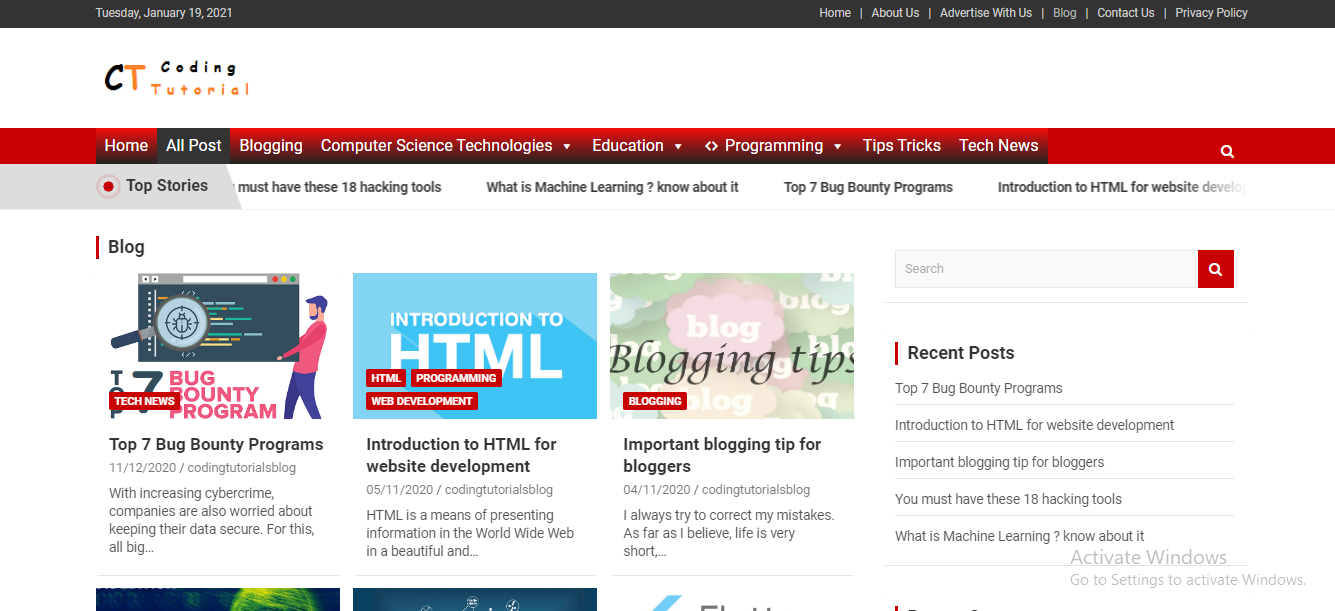 Tuesday, January 19, 2021
Home | About Us | Advertise With Us | Blog | Contact Us | Privacy Policy
CT Coding
Tutorial
Home All Post Blogging Computer Science Technologies Education Programming Tips Tricks Tech News
Top Stories must have these 18 hacking tools What is Machine Learning ? know about it Top 7 Bug Bounty Programs Introduction to HTML for website develop
Blog
Search
INTRODUCTION TO
HTML
blog
Blogging tips
blog
BUG
BOUNTY
PROGRAM
7
TECH NEWS
HTML PROGRAMMING
WEB DEVELOPMENT
BLOGGING
Top 7 Bug Bounty Programs
11/12/2020 / codingtutorialsblog
With increasing cybercrime,
companies are also worried about
keeping their data secure. For this,
all big...
Introduction to HTML for
website development
05/11/2020 / codingtutorialsblog
HTML is a means of presenting
information in the World Wide Web
in a beautiful and...
Important blogging tip for
bloggers
04/11/2020 / codingtutorialsblog
I always try to correct my mistakes.
As far as I believe, life is very
short,...
Recent Posts
Top 7 Bug Bounty Programs
Introduction to HTML for website development
Important blogging tip for bloggers
You must have these 18 hacking tools
What is Machine Learning ? know about it
Activate Windows
Go to Settings to activate Windows.